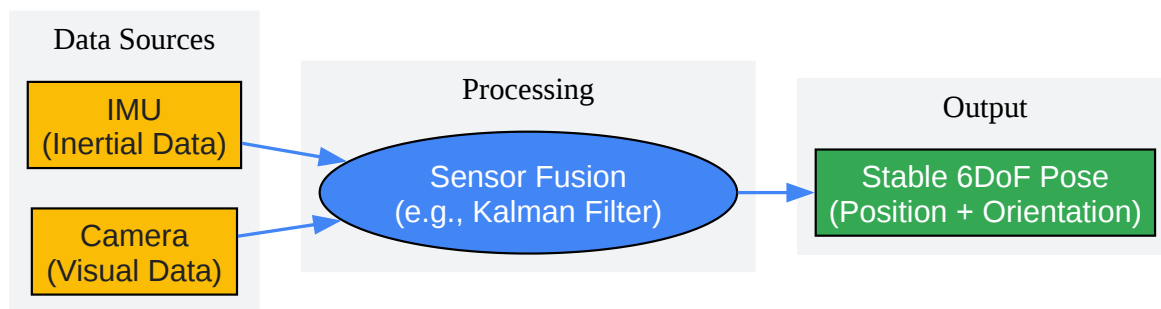 Data Sources
IMU
(Inertial Data)
Camera
(Visual Data)
Processing
Sensor Fusion
(e.g., Kalman Filter)
Output
Stable 6DoF Pose
(Position + Orientation)